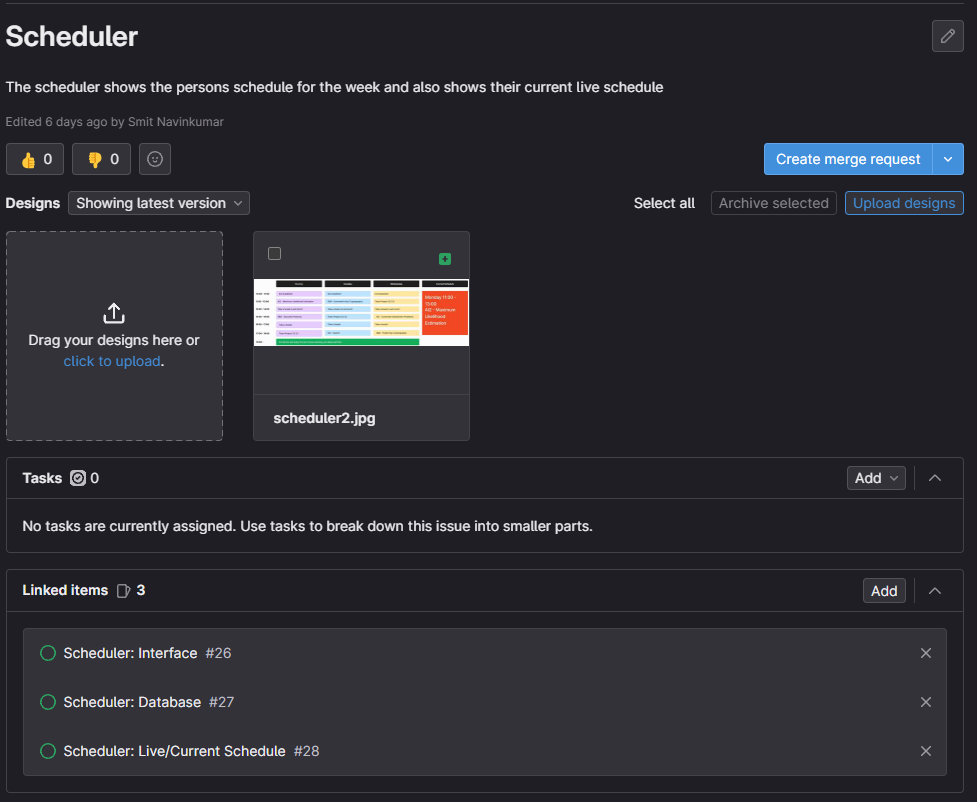 Scheduler
The scheduler shows the persons schedule for the week and also shows their current live schedule
Edited 6 days ago by Smit Navinkumar
👍 0 👎 0
Create merge request
Designs Showing latest version Select all Archive selected Upload designs
Monday 11:00 -
13:00
Maximum
Likelihood
Estimation
Drag your designs here or
click to upload.
scheduler2.jpg
Tasks 0 Add
No tasks are currently assigned. Use tasks to break down this issue into smaller parts.
Linked items 3 Add
Scheduler: Interface #26
Scheduler: Database #27
Scheduler: Live/Current Schedule #28